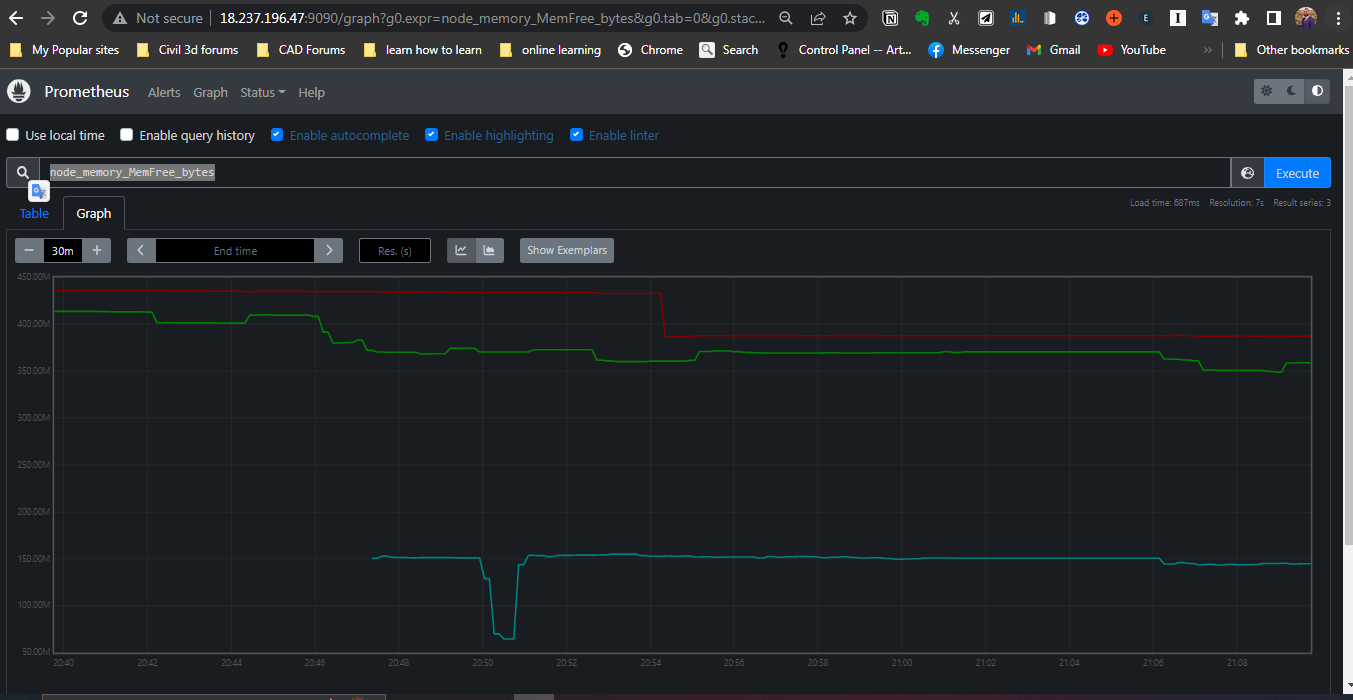 Not secure 18.237.196.47:9090/graph?g0.expr=node_memory_MemFree_bytes&g0.tab=0&g0.stac...
My Popular sites Civil 3d forums CAD Forums learn how to learn online learning Chrome Search Control Panel -- Art... Messenger Gmail YouTube » Other bookmarks
Prometheus Alerts Graph Status Help
Use local time Enable query history Enable autocomplete Enable highlighting Enable linter
node_memory_MemFree_bytes Execute
Load time: 687ms Resolution: 7s Result series: 3
Table Graph
− 30m + End time Res. (s) Show Exemplars
450.00M
400.00M
350.00M
300.00M
250.00M
200.00M
150.00M
100.00M
50.00M
20:40 20:42 20:44 20:46 20:48 20:50 20:52 20:54 20:56 20:58 21:00 21:02 21:04 21:06 21:08